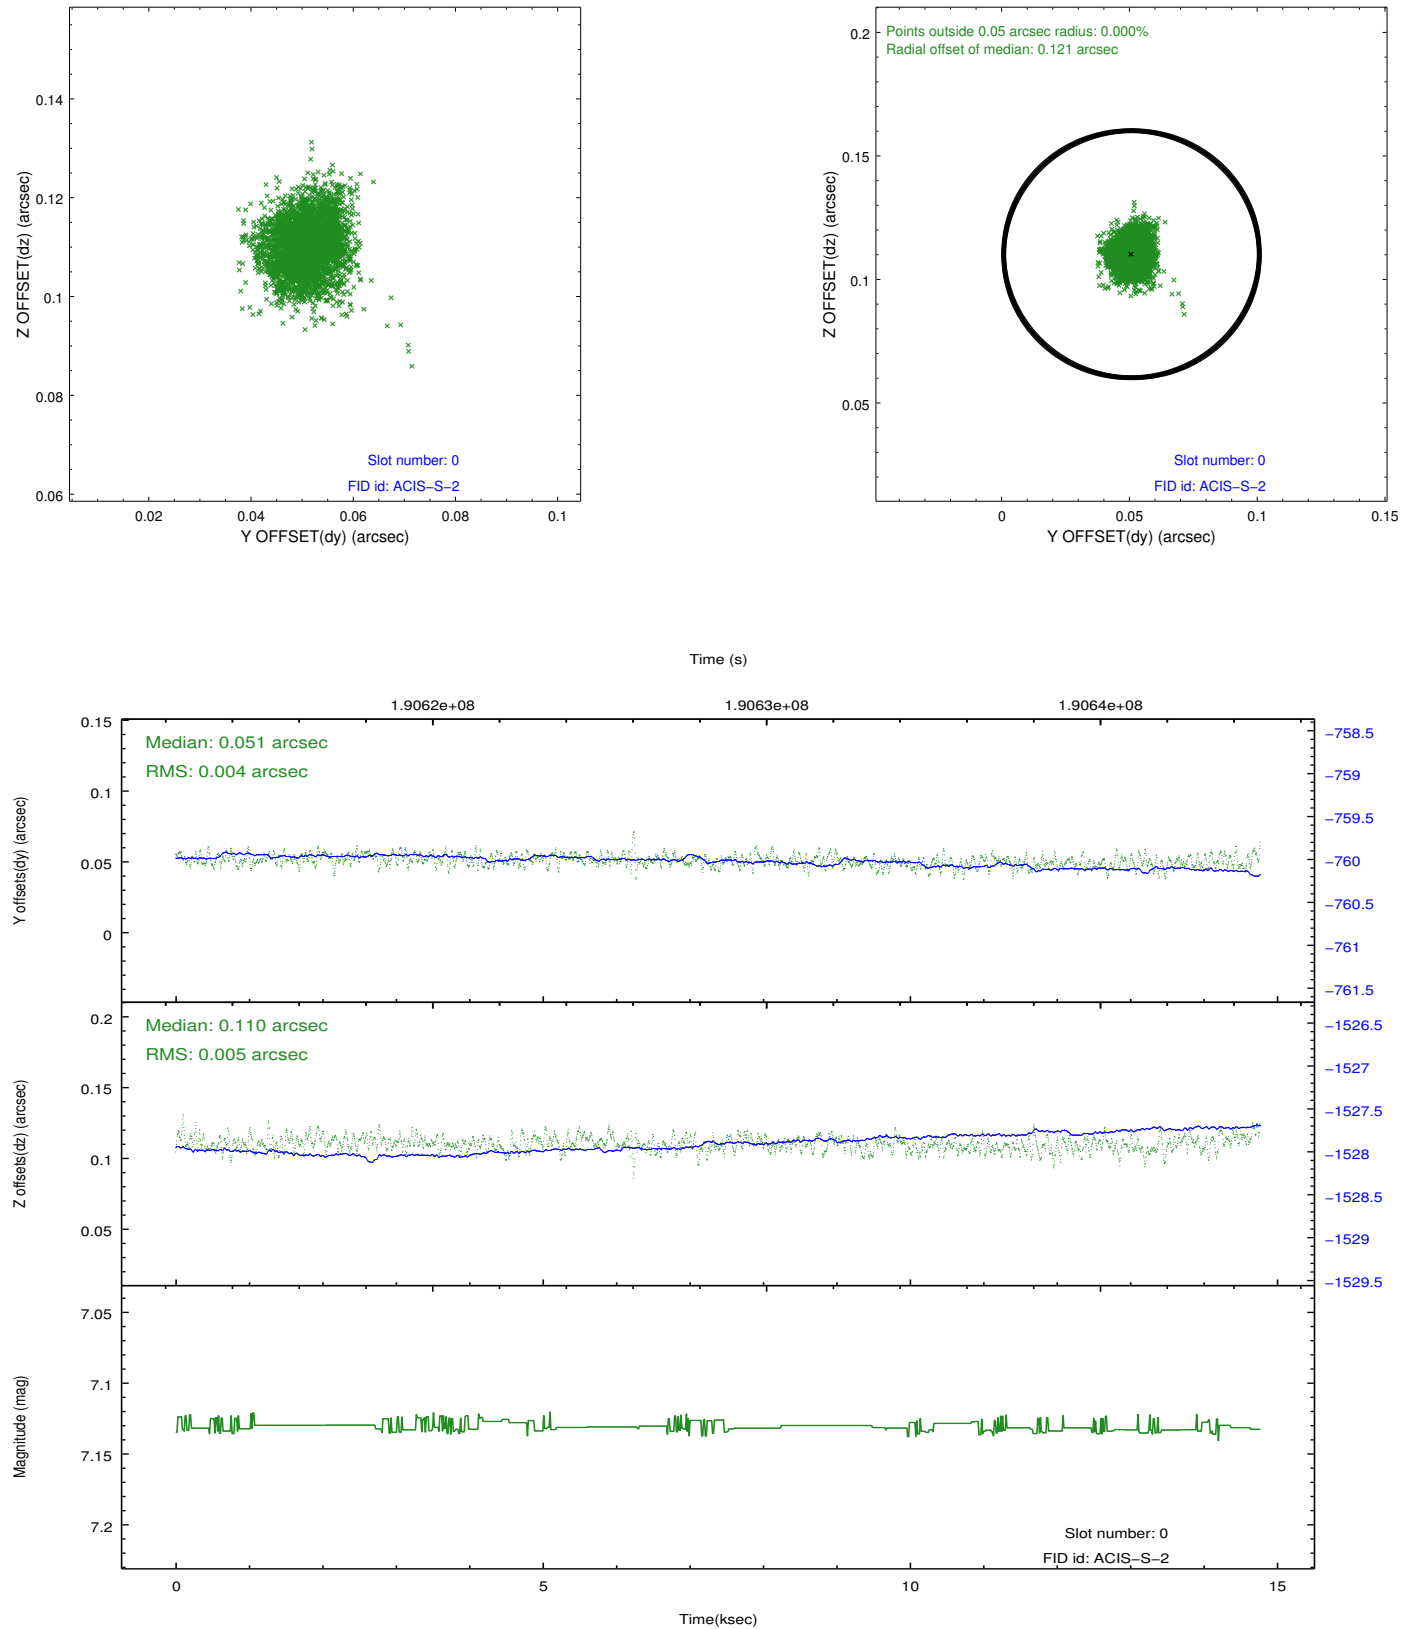 0.14
0.12
0.1
0.08
0.06
Z OFFSET(dz) (arcsec)
Slot number: 0
FID id: ACIS−S−2
0.02 0.04 0.06 0.08 0.1
Y OFFSET(dy) (arcsec)
Points outside 0.05 arcsec radius: 0.000%
Radial offset of median: 0.121 arcsec
0.2
0.15
0.1
0.05
Z OFFSET(dz) (arcsec)
Slot number: 0
FID id: ACIS−S−2
0 0.05 0.1 0.15
Y OFFSET(dy) (arcsec)
Time (s)
1.9062e+08 1.9063e+08 1.9064e+08
Median: 0.051 arcsec
RMS: 0.004 arcsec
0.15
0.1
0.05
0
Y offsets(dy) (arcsec)
−758.5
−759
−759.5
−760
−760.5
−761
−761.5
Median: 0.110 arcsec
RMS: 0.005 arcsec
0.2
0.15
0.1
0.05
Z offsets(dz) (arcsec)
−1526.5
−1527
−1527.5
−1528
−1528.5
−1529
−1529.5
7.05
7.1
7.15
7.2
Magnitude (mag)
Slot number: 0
FID id: ACIS−S−2
0 5 10 15
Time(ksec)